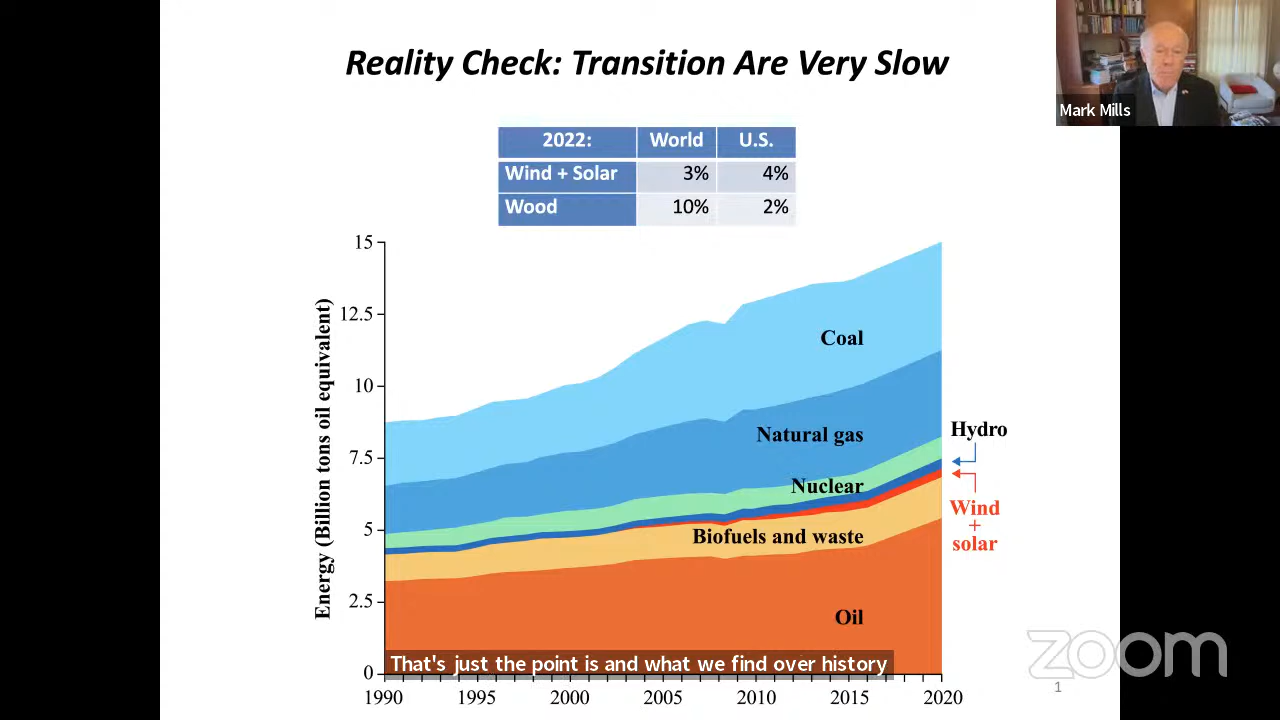 Reality Check: Transition Are Very Slow
Mark Mills
2022: World U.S.
Wind + Solar 3% 4%
Wood 10% 2%
15
12.5
10
7.5
5
2.5
0
Energy (Billion tons oil equivalent)
Coal
Natural gas
Nuclear
Biofuels and waste
Oil
Hydro
Wind
+
solar
That's just the point is and what we find over history
1990 1995 2000 2005 2010 2015 2020
zoom
1